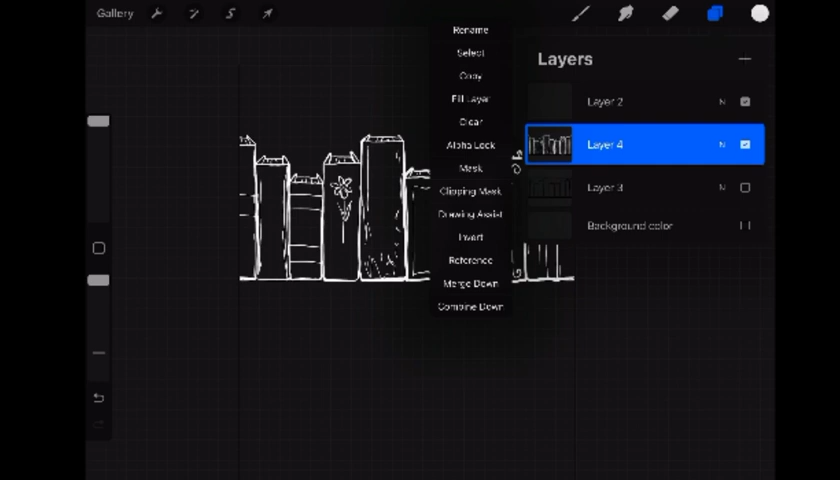 Gallery
Rename
Select
Copy
Fill Layer
Clear
Alpha Lock
Mask
Clipping Mask
Drawing Assist
Invert
Reference
Merge Down
Combine Down
Layers
Layer 2 N
Layer 4 N
Layer 3 N
Background color